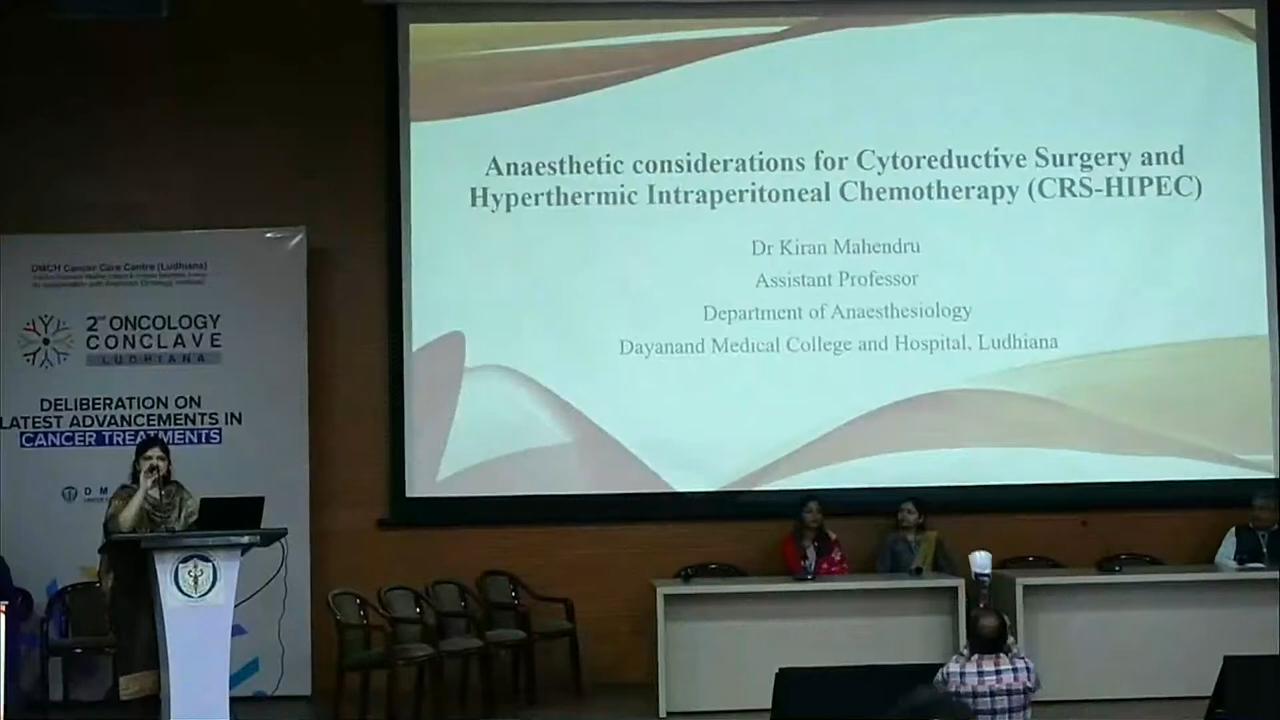 Anaesthetic considerations for Cytoreductive Surgery and
Hyperthermic Intraperitoneal Chemotherapy (CRS-HIPEC)
Dr Kiran Mahendru
Assistant Professor
Department of Anaesthesiology
Dayanand Medical College and Hospital, Ludhiana
DMCH Cancer Care Centre (Ludhiana)
2nd ONCOLOGY
CONCLAVE
LUDHIANA
DELIBERATION ON
LATEST ADVANCEMENTS IN
CANCER TREATMENTS
D M